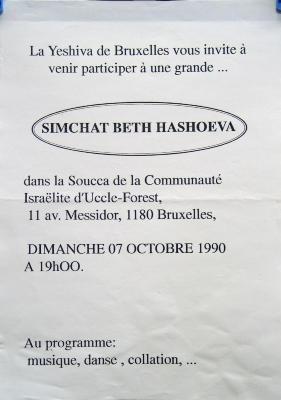 La Yeshiva de Bruxelles vous invite à
venir participer à une grande ...
SIMCHAT BETH HASHOEVA
dans la Soucca de la Communauté
Israëlite d'Uccle-Forest,
11 av. Messidor, 1180 Bruxelles,
DIMANCHE 07 OCTOBRE 1990
A 19hOO.
Au programme:
musique, danse , collation, ...